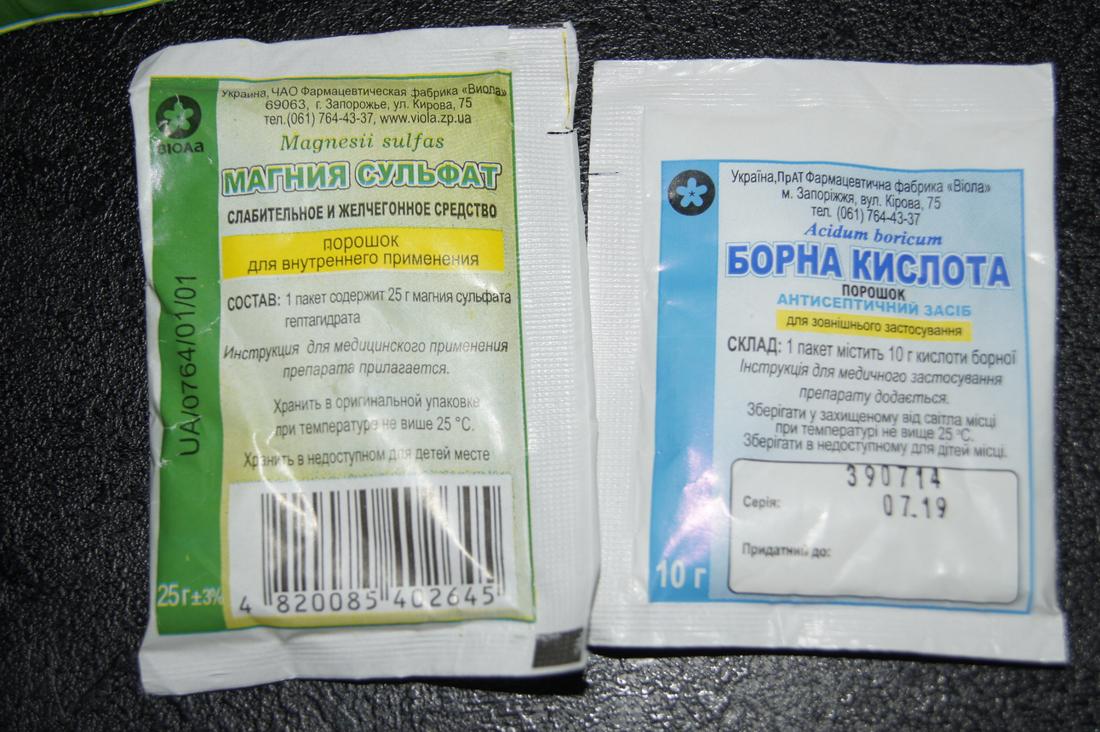 ВІОЛА
Украина, ЧАО Фармацевтическая фабрика «Виола»
69063, г. Запорожье, ул. Кирова, 75
тел.(061) 764-43-37, www.viola.zp.ua
Magnesii sulfas
МАГНИЯ СУЛЬФАТ
СЛАБИТЕЛЬНОЕ И ЖЕЛЧЕГОННОЕ СРЕДСТВО
порошок
для внутреннего применения
СОСТАВ: 1 пакет содержит 25 г магния сульфата
гептагидрата
Инструкция для медицинского применения
препарата прилагается.
Хранить в оригинальной упаковке
при температуре не више 25 °С.
Хранить в недоступном для детей месте
UA/0764/01/01
25 г±3%
4 820085 402645
Україна,ПрАТ Фармацевтична фабрика «Віола»
м. Запоріжжя, вул. Кірова, 75
тел. (061) 764-43-37
Acidum boricum
БОРНА КИСЛОТА
ПОРОШОК
АНТИСЕПТИЧНИЙ ЗАСІБ
для зовнішнього застосування
СКЛАД: 1 пакет містить 10 г кислоти борної
Інструкція для медичного застосування
препарату додається.
Зберігати у захищеному від світла місці
при температурі не вище 25 °С.
Зберігати в недоступному для дітей місці.
390714
Серія:
07.19
Придатний до:
10 г